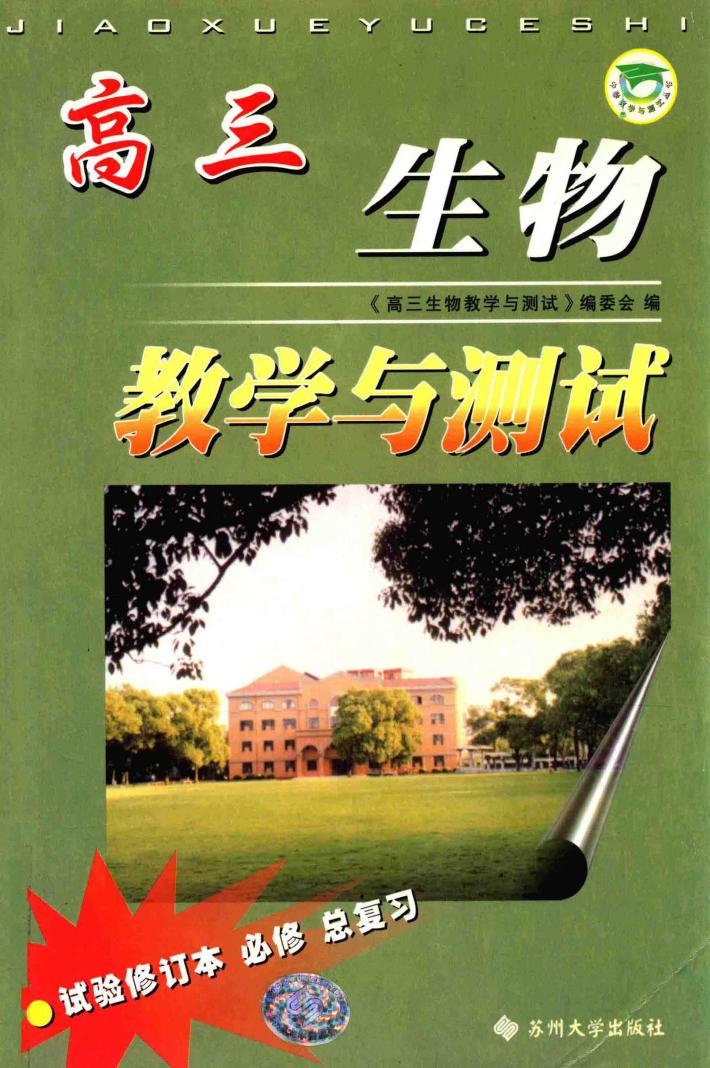 JIAOXUEYUCESHI
高三
生物
《高三生物教学与测试》编委会 编
教学与测试
试验修订本 必修 总复习
苏州大学出版社